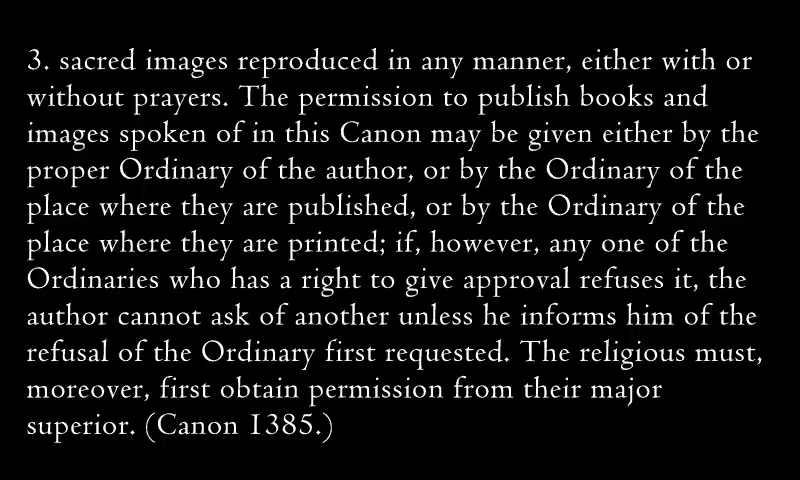 3. sacred images reproduced in any manner, either with or
without prayers. The permission to publish books and
images spoken of in this Canon may be given either by the
proper Ordinary of the author, or by the Ordinary of the
place where they are published, or by the Ordinary of the
place where they are printed; if, however, any one of the
Ordinaries who has a right to give approval refuses it, the
author cannot ask of another unless he informs him of the
refusal of the Ordinary first requested. The religious must,
moreover, first obtain permission from their major
superior. (Canon 1385.)